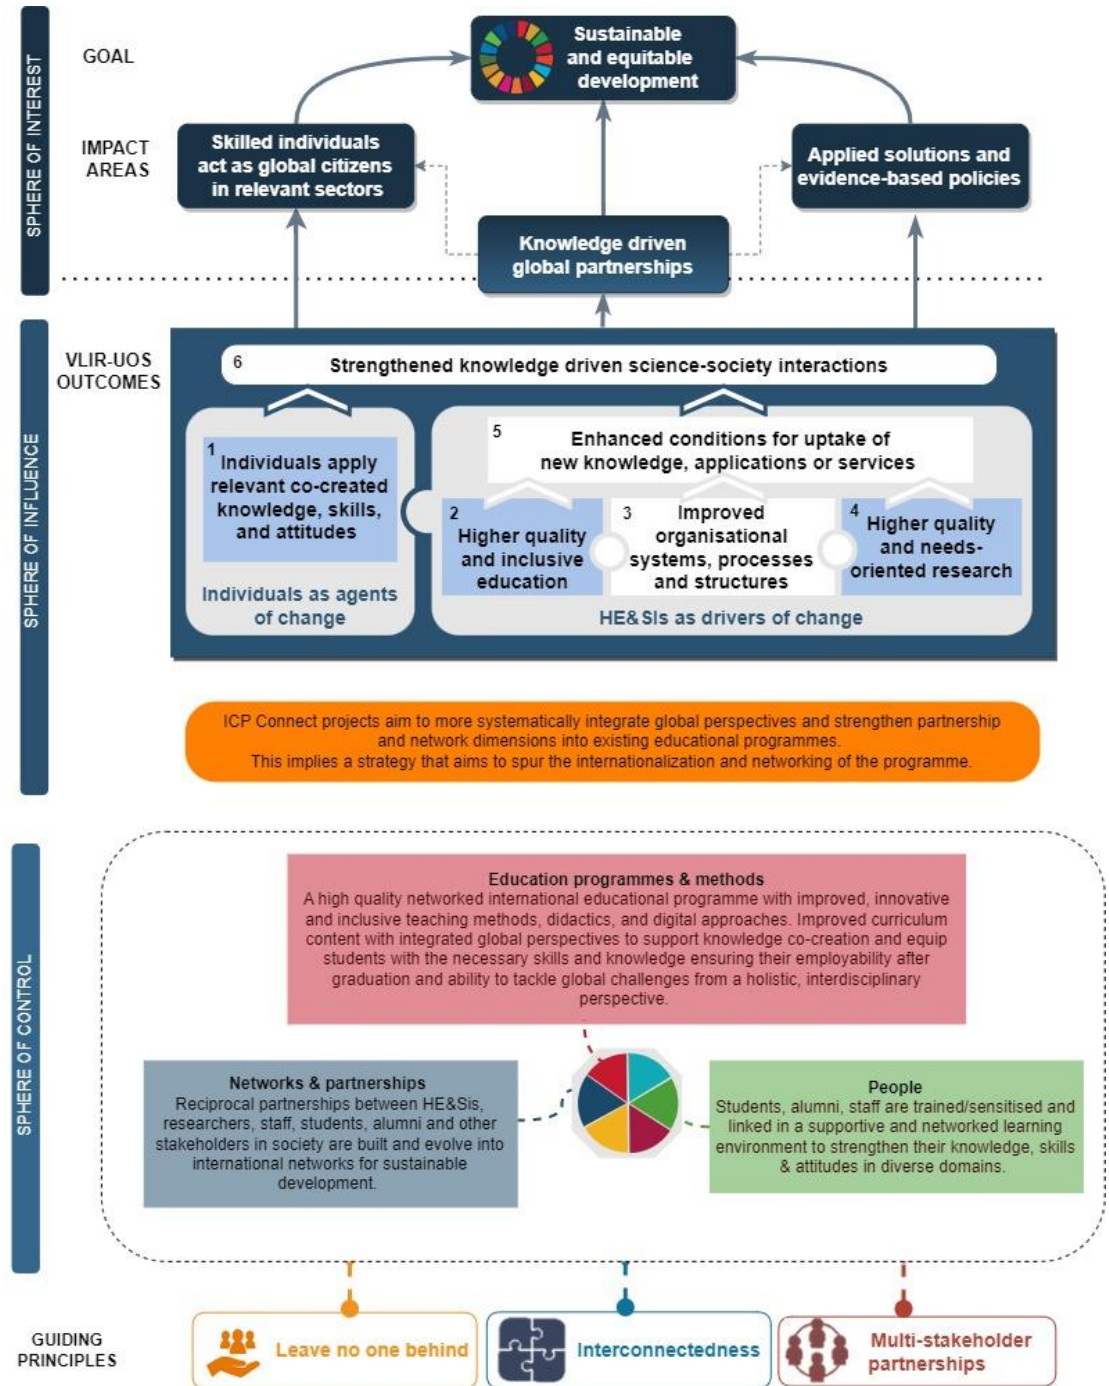 SPHERE OF INTEREST
GOAL
Sustainable
and equitable
development
IMPACT
AREAS
Skilled individuals
act as global citizens
in relevant sectors
Applied solutions and
evidence-based policies
Knowledge driven
global partnerships
SPHERE OF INFLUENCE
VLIR-UOS
OUTCOMES
6 Strengthened knowledge driven science-society interactions
1
Individuals apply
relevant co-created
knowledge, skills,
and attitudes
Individuals as agents
of change
5 Enhanced conditions for uptake of
new knowledge, applications or services
2
Higher quality
and inclusive
education
3 Improved
organisational
systems, processes
and structures
4 Higher quality
and needs-
oriented research
HE&SIs as drivers of change
ICP Connect projects aim to more systematically integrate global perspectives and strengthen partnership
and network dimensions into existing educational programmes.
This implies a strategy that aims to spur the internationalization and networking of the programme.
SPHERE OF CONTROL
Education programmes & methods
A high quality networked international educational programme with improved, innovative
and inclusive teaching methods, didactics, and digital approaches. Improved curriculum
content with integrated global perspectives to support knowledge co-creation and equip
students with the necessary skills and knowledge ensuring their employability after
graduation and ability to tackle global challenges from a holistic, interdisciplinary
perspective.
Networks & partnerships
Reciprocal partnerships between HE&Sis,
researchers, staff, students, alumni and other
stakeholders in society are built and evolve into
international networks for sustainable
development.
People
Students, alumni, staff are trained/sensitised and
linked in a supportive and networked learning
environment to strengthen their knowledge, skills
& attitudes in diverse domains.
GUIDING
PRINCIPLES
Leave no one behind
Interconnectedness
Multi-stakeholder
partnerships